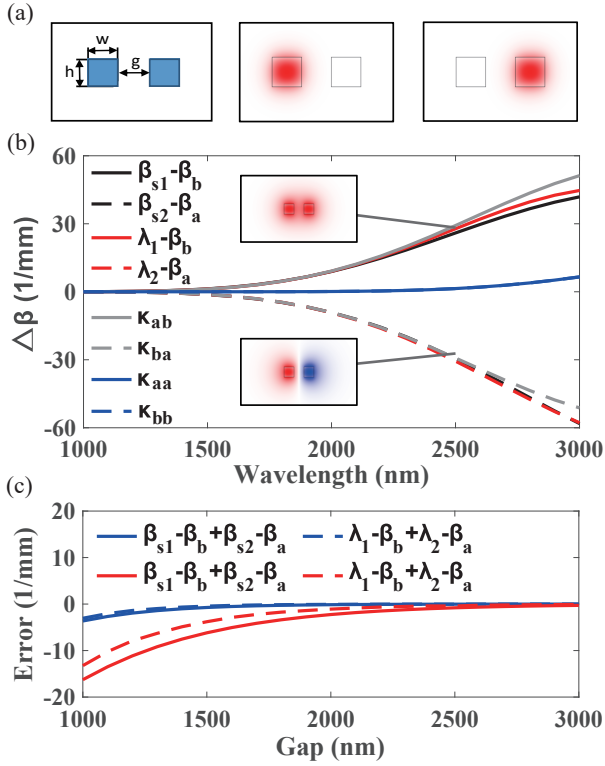 (a)
w
h
g
(b)
60
30
0
-30
-60
Δβ (1/mm)
βs1-βb
βs2-βa
λ1-βb
λ2-βa
κab
κba
κaa
κbb
1000
1500
2000
2500
3000
Wavelength (nm)
(c)
20
10
0
-10
-20
Error (1/mm)
βs1-βb+βs2-βa
λ1-βb+λ2-βa
βs1-βb+βs2-βa
λ1-βb+λ2-βa
1000
1500
2000
2500
3000
Gap (nm)